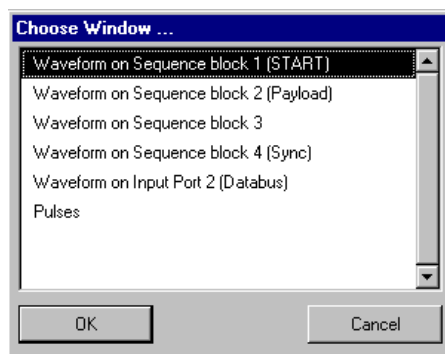 Choose Window ...
Waveform on Sequence block 1 (START)
Waveform on Sequence block 2 (Payload)
Waveform on Sequence block 3
Waveform on Sequence block 4 (Sync)
Waveform on Input Port 2 (Databus)
Pulses
OK Cancel